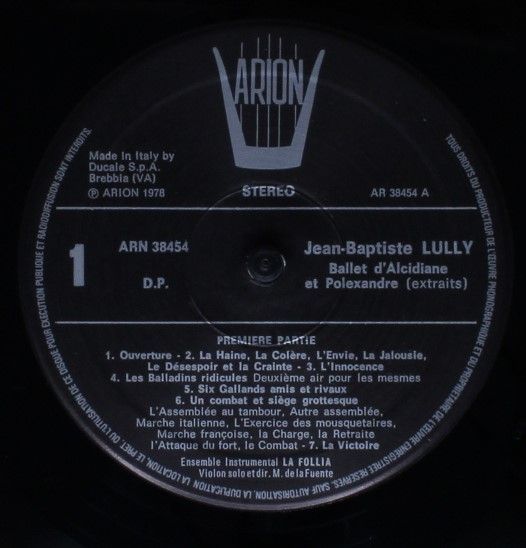 ARION
Made in Italy by
Ducale S.p.A.
Brebbia (VA)
Ⓟ ARION 1978
STEREO
AR 38454 A
1
ARN 38454
D.P.
Jean-Baptiste LULLY
Ballet d'Alcidiane
et Polexandre (extraits)
PREMIERE PARTIE
1. Ouverture - 2. La Haine, La Colère, L'Envie, La Jalousie,
Le Désespoir et la Crainte - 3. L'Innocence
4. Les Balladins ridicules Deuxième air pour les mesmes
5. Six Gallands amis et rivaux
6. Un combat et siège grottesque
L'Assemblée au tambour, Autre assemblée,
Marche italienne, L'Exercice des mousquetaires,
Marche françoise, la Charge, la Retraite
l'Attaque du fort, le Combat - 7. La Victoire
Ensemble Instrumental LA FOLLIA
Violon solo et dir. M. de la Fuente
TOUS DROITS DU PRODUCTEUR DE L'ŒUVRE PHONOGRAPHIQUE ET DU PROPRIETAIRE DE L'ŒUVRE ENREGISTREE RESERVES. SAUF AUTORISATION, LA DUPLICATION, LA LOCATION, LE PRET, OU L'UTILISATION DE CE DISQUE POUR EXECUTION PUBLIQUE ET RADIODIFFUSION SONT INTERDITS.